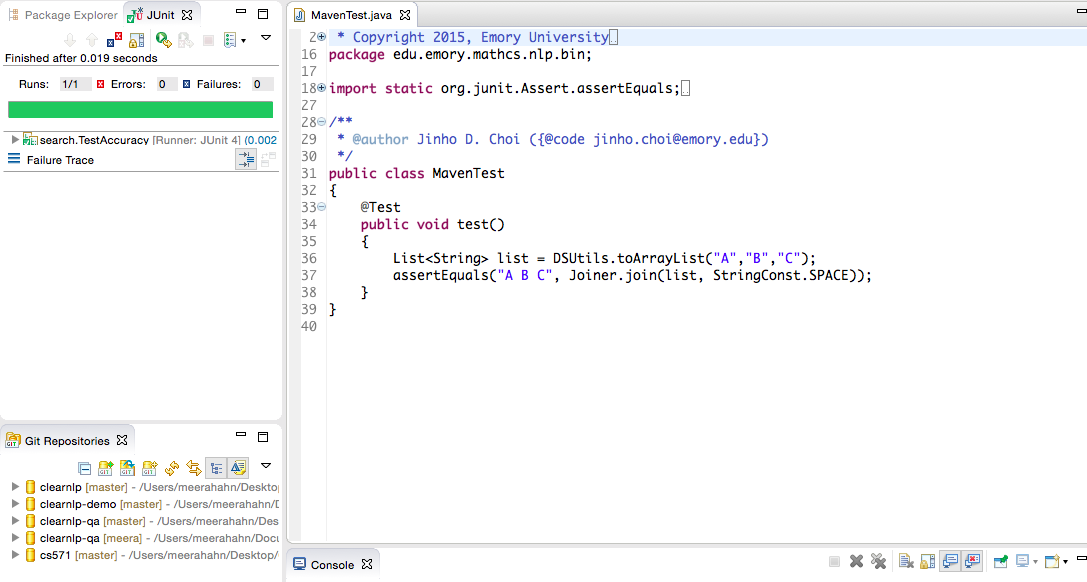 Package Explorer
JUnit
Finished after 0.019 seconds
Runs: 1/1 Errors: 0 Failures: 0
search.TestAccuracy [Runner: JUnit 4] (0.002
Failure Trace
Git Repositories
GIT
clearnlp [master] - /Users/meerahahn/Deskto
clearnlp-demo [master] - /Users/meerahahn/D
clearnlp-qa [master] - /Users/meerahahn/Des
clearnlp-qa [meera] - /Users/meerahahn/Docu
cs571 [master] - /Users/meerahahn/Desktop/
MavenTest.java
2 * Copyright 2015, Emory University
16 package edu.emory.mathcs.nlp.bin;
17
18 import static org.junit.Assert.assertEquals;
27
28 /**
29 * @author Jinho D. Choi ({@code jinho.choi@emory.edu})
30 */
31 public class MavenTest
32 {
33 @Test
34 public void test()
35 {
36 List<String> list = DSUtils.toArrayList("A","B","C");
37 assertEquals("A B C", Joiner.join(list, StringConst.SPACE));
38 }
39 }
40
Console